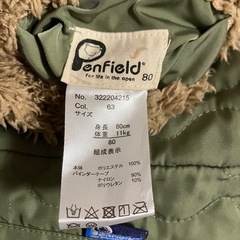 Penfield®
For life in the open
80
No. 322204215
Col. 63
サイズ
身長 80cm
体重 11kg
80
組成表示
本体 ポリエステル 100%
バインダーテープ 90%
ナイロン
ポリウレタン 10%